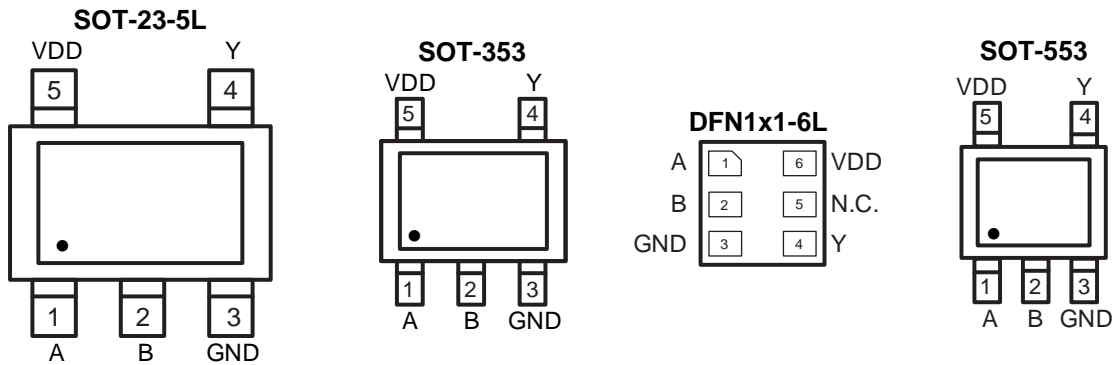 SOT-23-5L
VDD Y
5 4
1 2 3
A B GND
SOT-353
VDD Y
5 4
1 2 3
A B GND
DFN1x1-6L
A 1 6 VDD
B 2 5 N.C.
GND 3 4 Y
SOT-553
VDD Y
5 4
1 2 3
A B GND